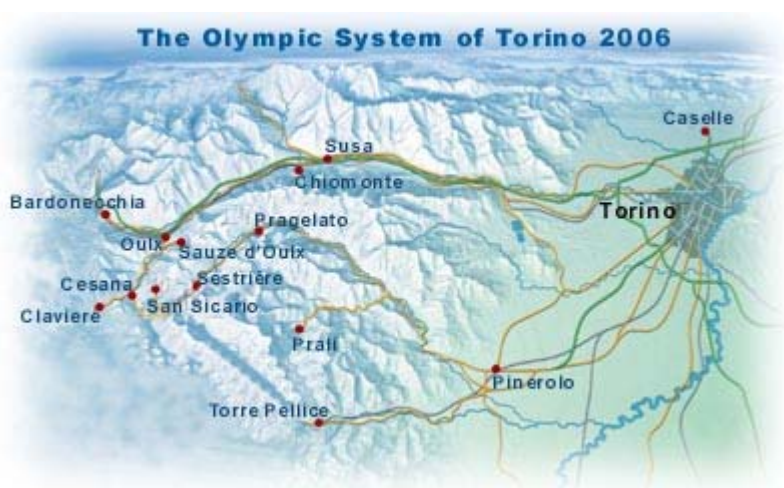 The Olympic System of Torino 2006
Caselle
Susa
Chiomonte
Bardonecchia
Torino
Pragelato
Oulx
Sauze d'Oulx
Cesana
Sestrière
San Sicario
Claviere
Prali
Pinerolo
Torre Pellice